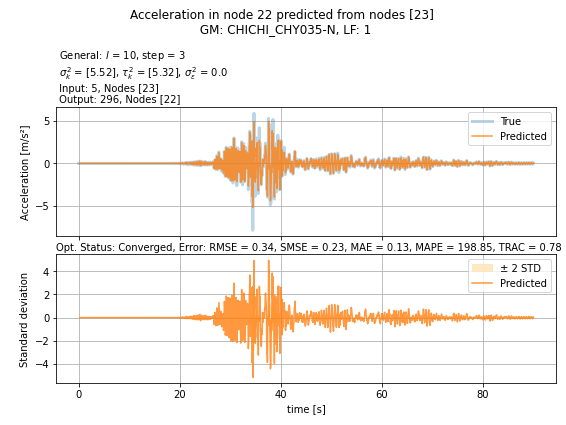 Acceleration in node 22 predicted from nodes [23]
GM: CHICHI_CHY035-N, LF: 1
General: l = 10, step = 3
σ²ₖ = [5.52], τ²ₖ = [5.32], σ²ε = 0.0
Input: 5, Nodes [23]
Output: 296, Nodes [22]
Acceleration [m/s²]
5
0
−5
True
Predicted
Opt. Status: Converged, Error: RMSE = 0.34, SMSE = 0.23, MAE = 0.13, MAPE = 198.85, TRAC = 0.78
Standard deviation
4
2
0
−2
−4
± 2 STD
Predicted
0 20 40 60 80
time [s]